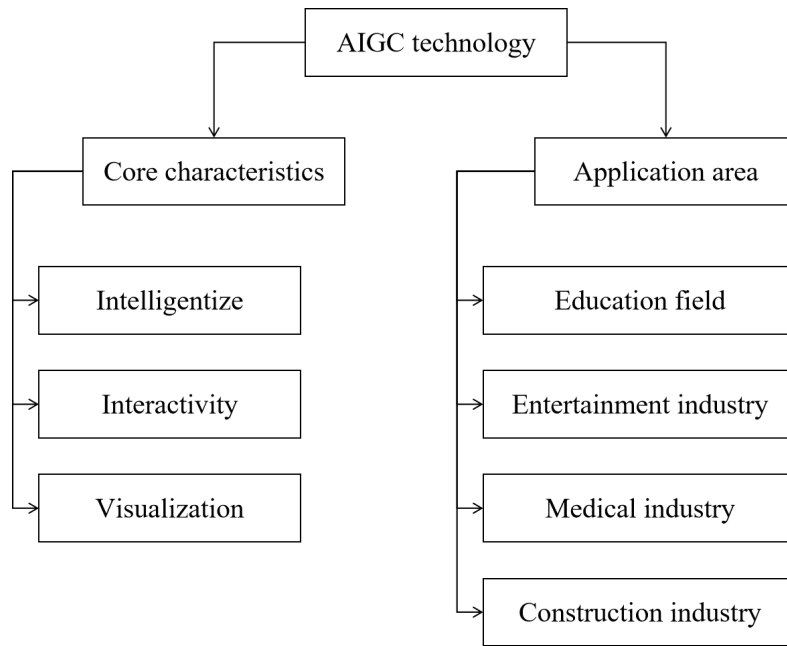 AIGC technology
Core characteristics
Application area
Intelligentize
Education field
Interactivity
Entertainment industry
Visualization
Medical industry
Construction industry